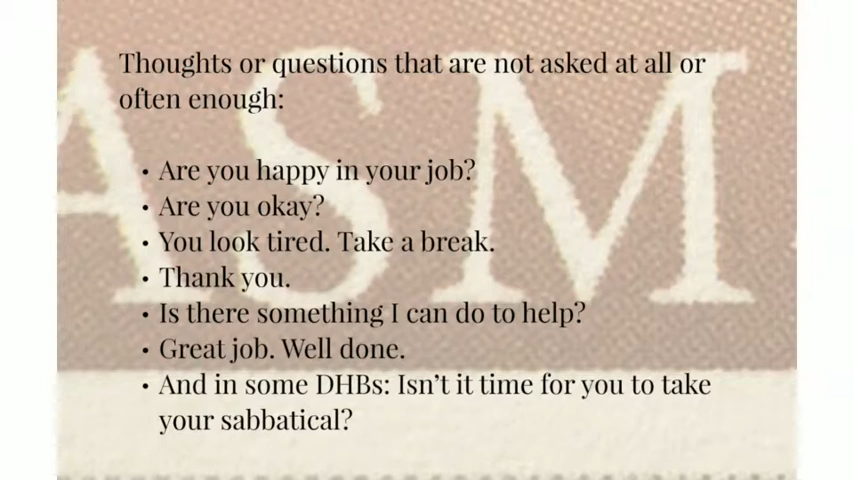 ASM
Thoughts or questions that are not asked at all or
often enough:
• Are you happy in your job?
• Are you okay?
• You look tired. Take a break.
• Thank you.
• Is there something I can do to help?
• Great job. Well done.
• And in some DHBs: Isn’t it time for you to take
your sabbatical?